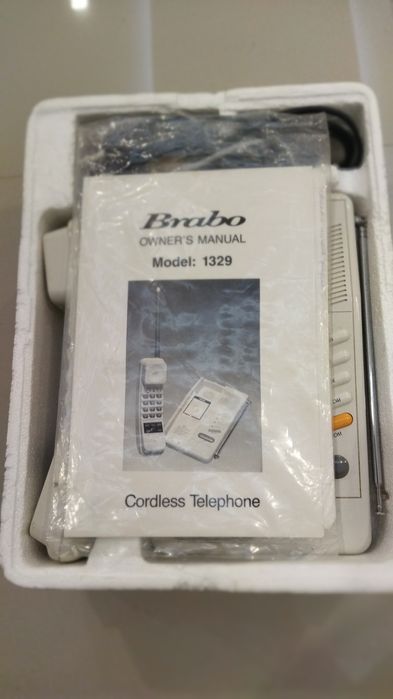 Brabo
OWNER'S MANUAL
Model: 1329
Cordless Telephone